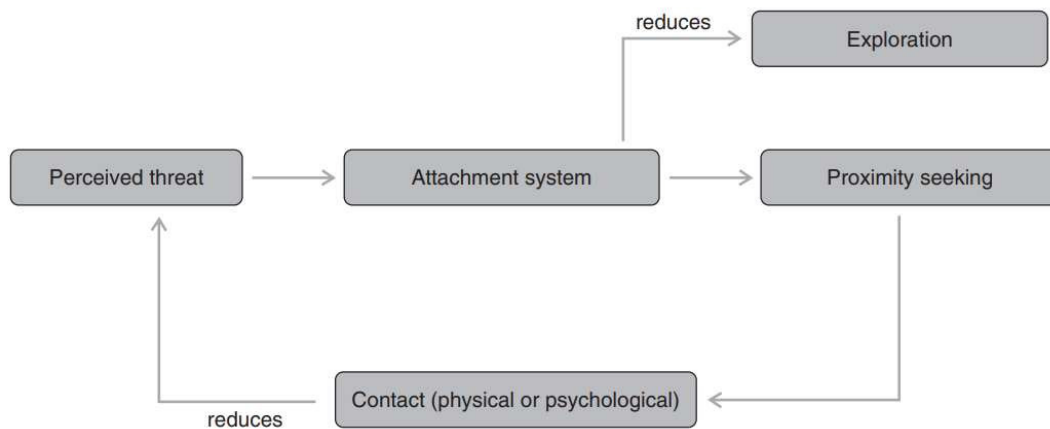 reduces
Exploration
Perceived threat
Attachment system
Proximity seeking
Contact (physical or psychological)
reduces